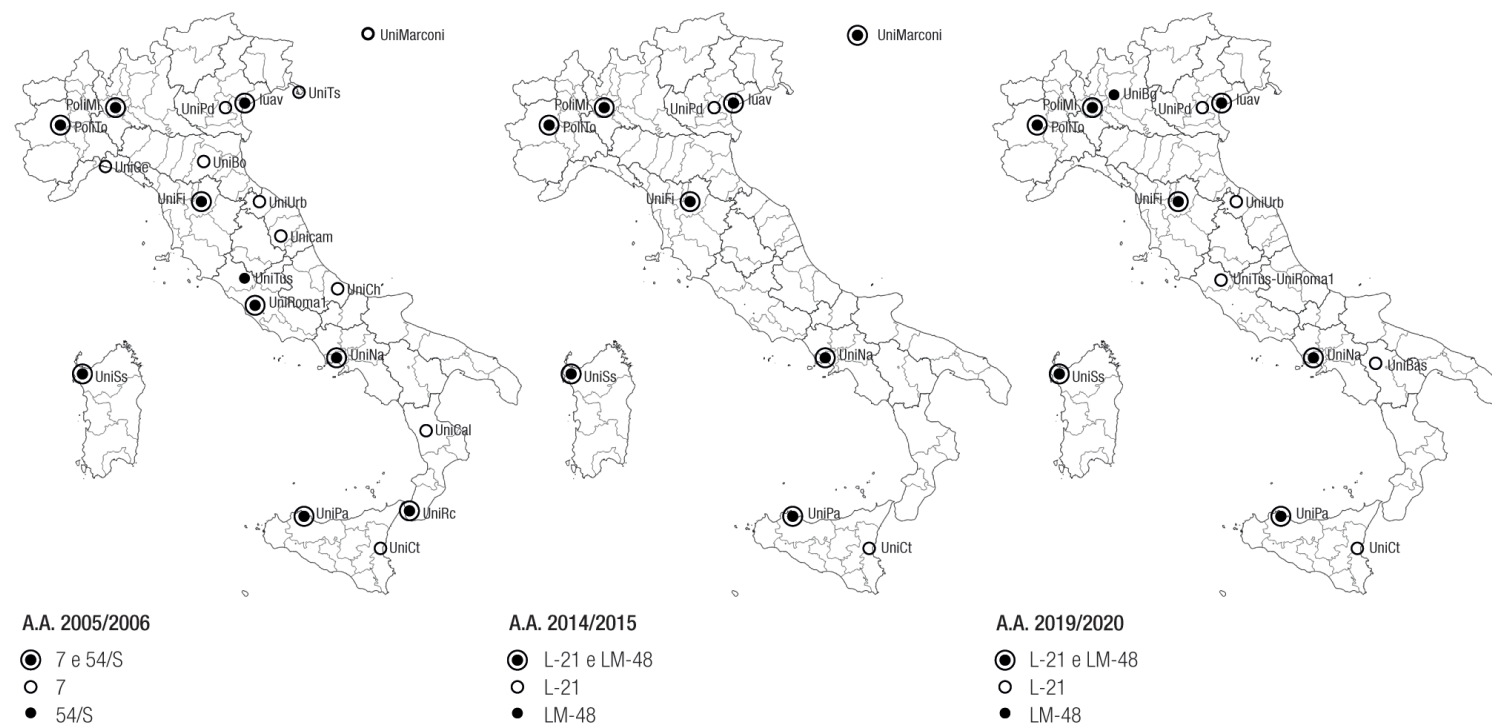 UniMarconi
UniTs
PoliMI
UniPd
Iuav
PoliTo
UniGe
UniBo
UniFi
UniUrb
Unicam
UniTus
UniCh
UniRoma1
UniNa
UniSs
UniCal
UniPa
UniRc
UniCt
A.A. 2005/2006
7 e 54/S
7
54/S
UniMarconi
PoliMI
UniPd
Iuav
PoliTo
UniFi
UniNa
UniSs
UniPa
UniCt
A.A. 2014/2015
L-21 e LM-48
L-21
LM-48
UniBg
PoliMI
UniPd
Iuav
PoliTo
UniFi
UniUrb
UniTus-UniRoma1
UniNa
UniBas
UniSs
UniPa
UniCt
A.A. 2019/2020
L-21 e LM-48
L-21
LM-48